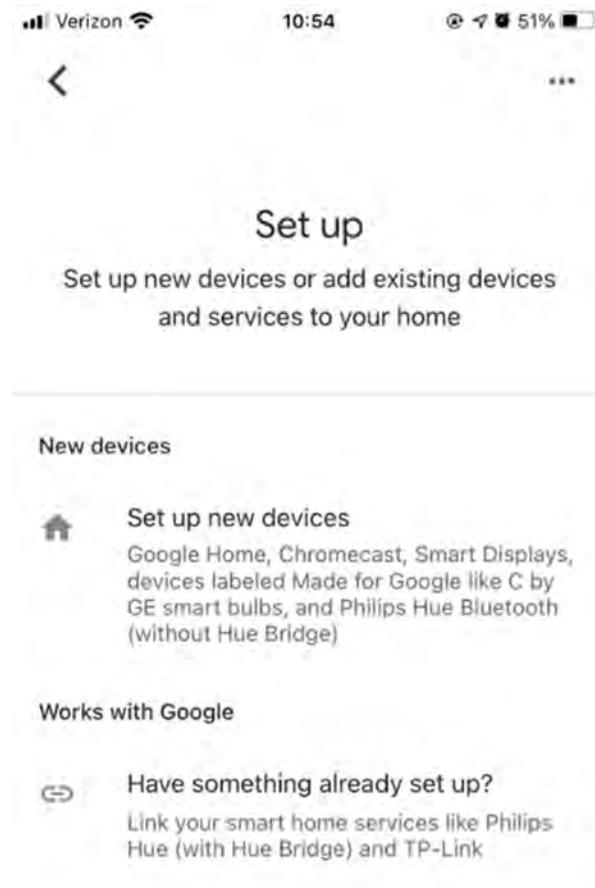 Verizon 10:54 51%
Set up
Set up new devices or add existing devices
and services to your home
New devices
Set up new devices
Google Home, Chromecast, Smart Displays,
devices labeled Made for Google like C by
GE smart bulbs, and Philips Hue Bluetooth
(without Hue Bridge)
Works with Google
Have something already set up?
Link your smart home services like Philips
Hue (with Hue Bridge) and TP-Link